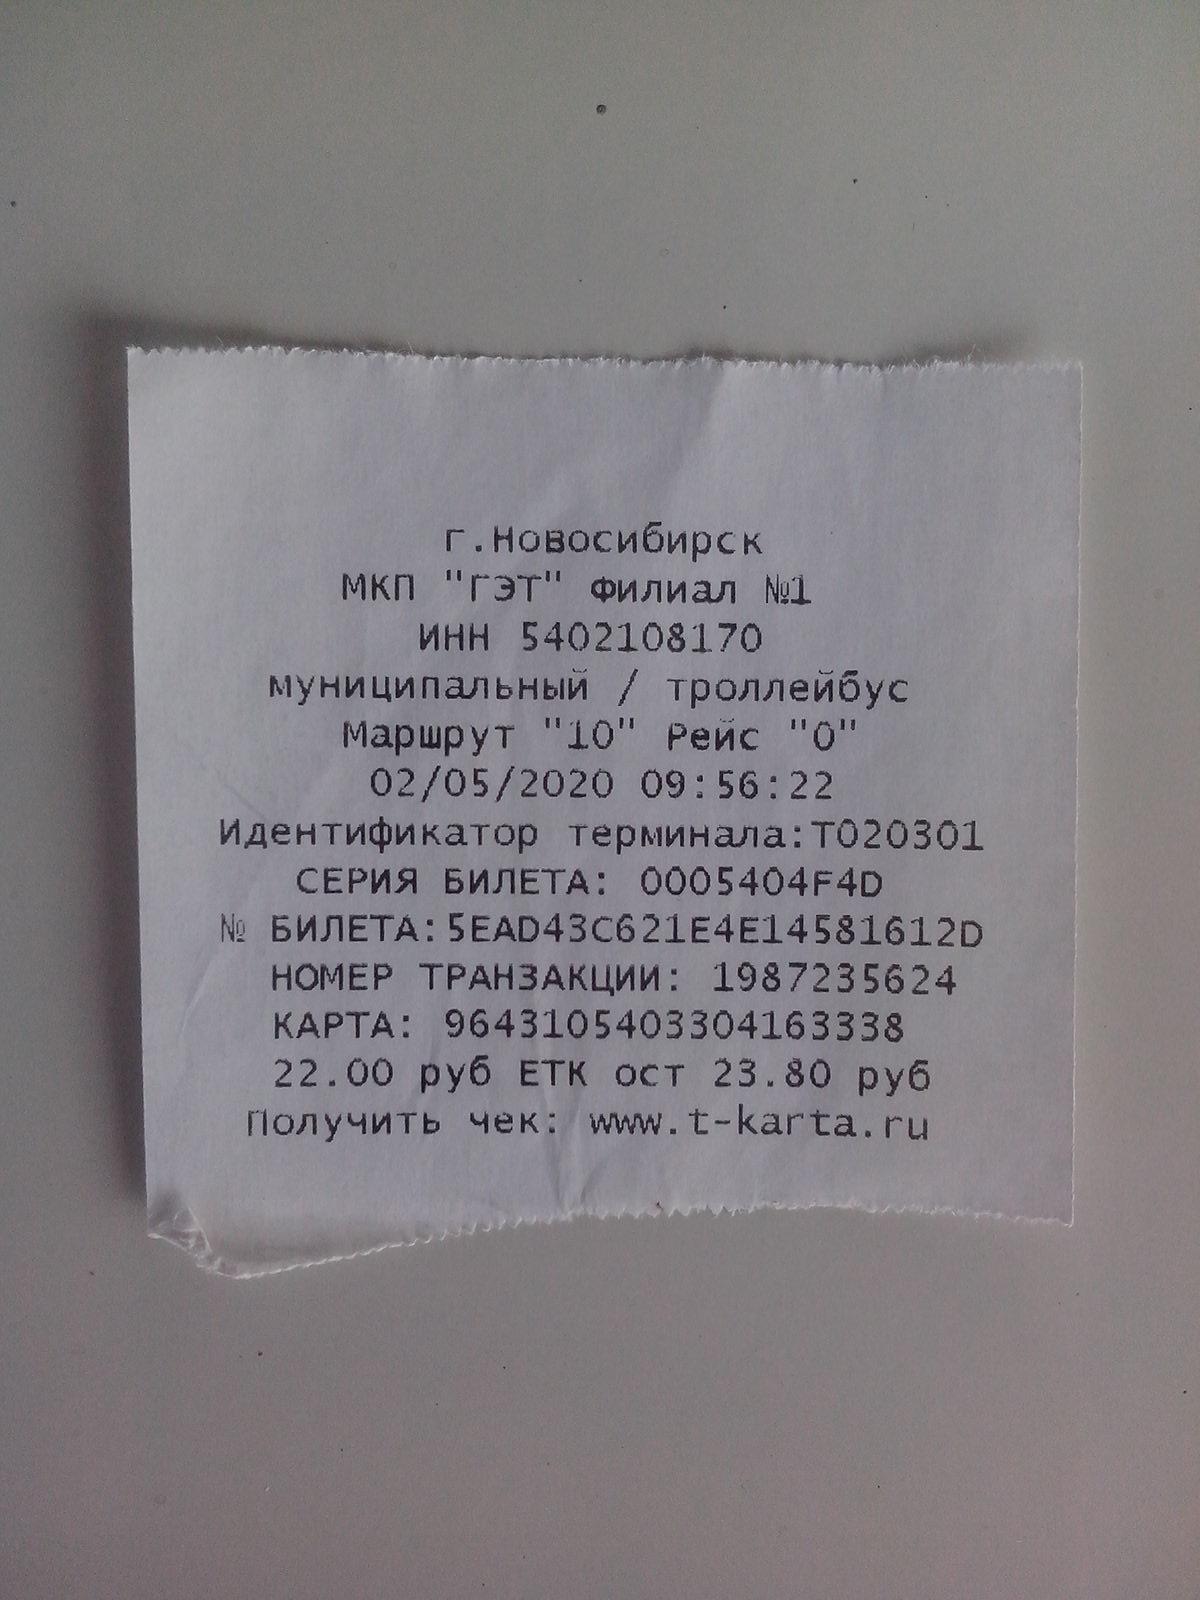 г.Новосибирск
МКП "ГЭТ" Филиал №1
ИНН 5402108170
муниципальный / троллейбус
Маршрут "10" Рейс "0"
02/05/2020 09:56:22
Идентификатор терминала:T020301
СЕРИЯ БИЛЕТА: 0005404F4D
№ БИЛЕТА:5EAD43C621E4E14581612D
НОМЕР ТРАНЗАКЦИИ: 1987235624
КАРТА: 9643105403304163338
22.00 руб ЕТК ост 23.80 руб
Получить чек: www.t-karta.ru